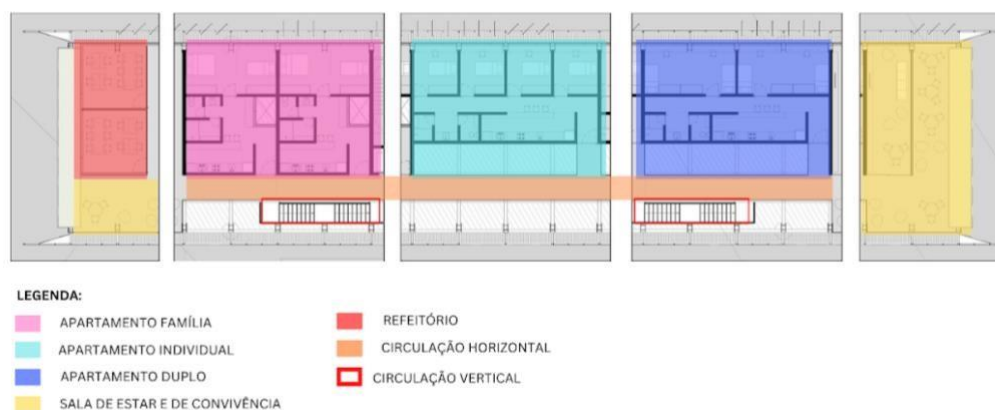 LEGENDA:
APARTAMENTO FAMÍLIA
APARTAMENTO INDIVIDUAL
APARTAMENTO DUPLO
SALA DE ESTAR E DE CONVIVÊNCIA
REFEITÓRIO
CIRCULAÇÃO HORIZONTAL
CIRCULAÇÃO VERTICAL